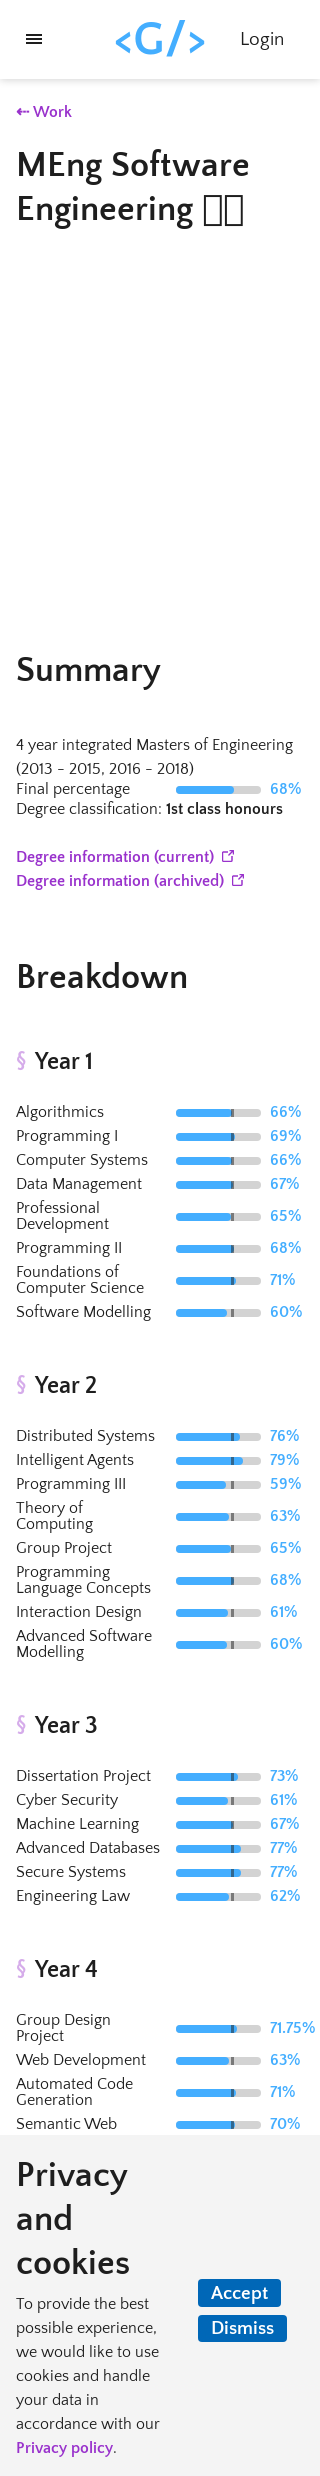 <G/>
Login
⇠ Work
MEng Software
Engineering
Summary
4 year integrated Masters of Engineering
(2013 - 2015, 2016 - 2018)
Final percentage 68%
Degree classification: 1st class honours
Degree information (current)
Degree information (archived)
Breakdown
§ Year 1
Algorithmics 66%
Programming I 69%
Computer Systems 66%
Data Management 67%
Professional
Development 65%
Programming II 68%
Foundations of
Computer Science 71%
Software Modelling 60%
§ Year 2
Distributed Systems 76%
Intelligent Agents 79%
Programming III 59%
Theory of
Computing 63%
Group Project 65%
Programming
Language Concepts 68%
Interaction Design 61%
Advanced Software
Modelling 60%
§ Year 3
Dissertation Project 73%
Cyber Security 61%
Machine Learning 67%
Advanced Databases 77%
Secure Systems 77%
Engineering Law 62%
§ Year 4
Group Design
Project 71.75%
Web Development 63%
Automated Code
Generation 71%
Semantic Web 70%
Privacy
and
cookies
To provide the best
possible experience,
we would like to use
cookies and handle
your data in
accordance with our
Privacy policy.
Accept
Dismiss